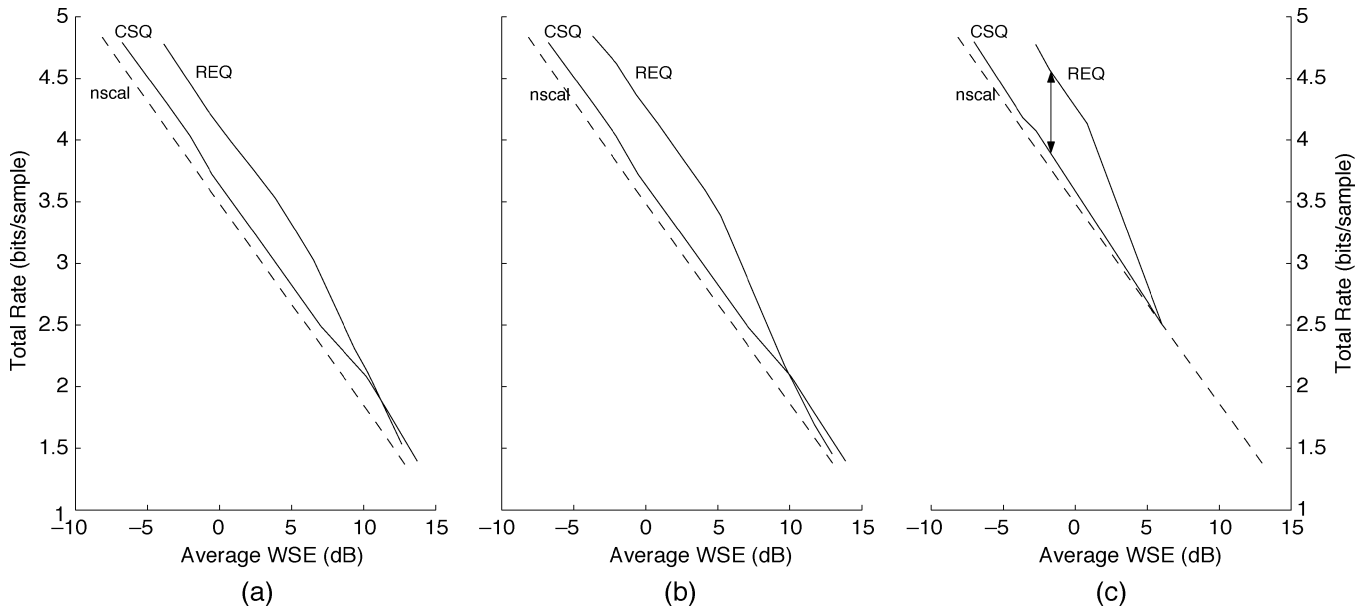 5
4.5
4
3.5
3
2.5
2
1.5
1
Total Rate (bits/sample)
CSQ
REQ
nscal
−10
−5
0
5
10
15
Average WSE (dB)
(a)
CSQ
REQ
nscal
−10
−5
0
5
10
15
Average WSE (dB)
(b)
CSQ
REQ
nscal
−10
−5
0
5
10
15
Average WSE (dB)
(c)
5
4.5
4
3.5
3
2.5
2
1.5
1
Total Rate (bits/sample)